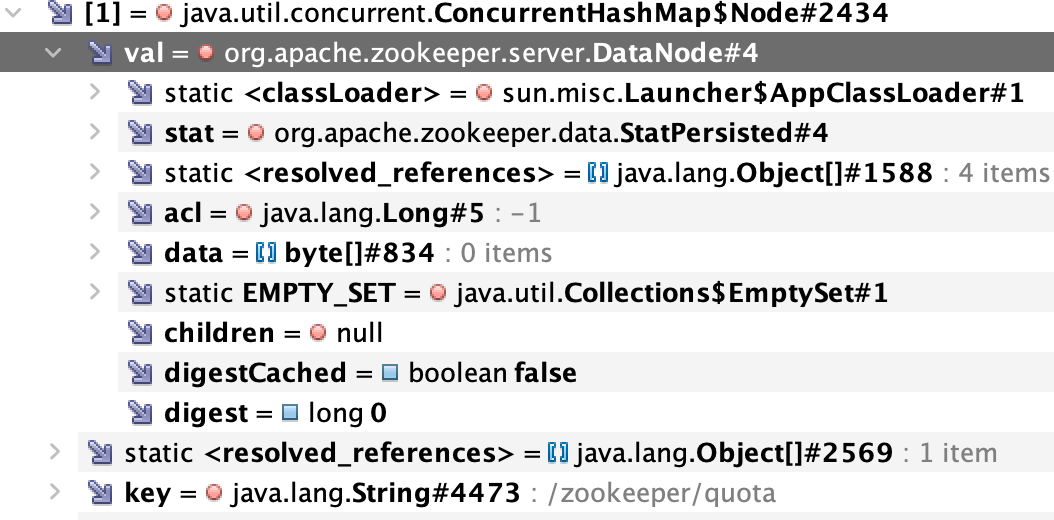 [1] = java.util.concurrent.ConcurrentHashMap$Node#2434
val = org.apache.zookeeper.server.DataNode#4
static <classLoader> = sun.misc.Launcher$AppClassLoader#1
stat = org.apache.zookeeper.data.StatPersisted#4
static <resolved_references> = java.lang.Object[]#1588 : 4 items
acl = java.lang.Long#5 : -1
data = byte[]#834 : 0 items
static EMPTY_SET = java.util.Collections$EmptySet#1
children = null
digestCached = boolean false
digest = long 0
static <resolved_references> = java.lang.Object[]#2569 : 1 item
key = java.lang.String#4473 : /zookeeper/quota